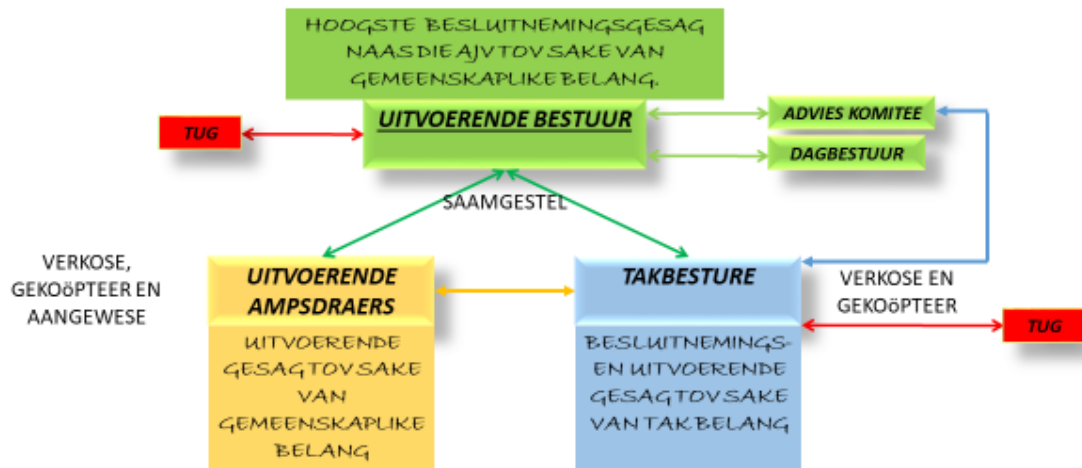 HOOGSTE BESLUITNEMINGSGESAG
NAAS DIE AJV TOV SAKE VAN
GEMEENSKAPLIKE BELANG.
UITVOERENDE BESTUUR
TUG
ADVIES KOMITEE
DAGBESTUUR
SAAMGESTEL
VERKOSE,
GEKOöPTEER EN
AANGEWESE
UITVOERENDE
AMPSDRAERS
TAKBESTURE
VERKOSE EN
GEKOöPTEER
TUG
UITVOERENDE
GESAG TOV SAKE
VAN
GEMEENSKAPLIKE
BELANG
BESLUITNEMINGS-
EN UITVOERENDE
GESAG TOV SAKE
VAN TAK BELANG